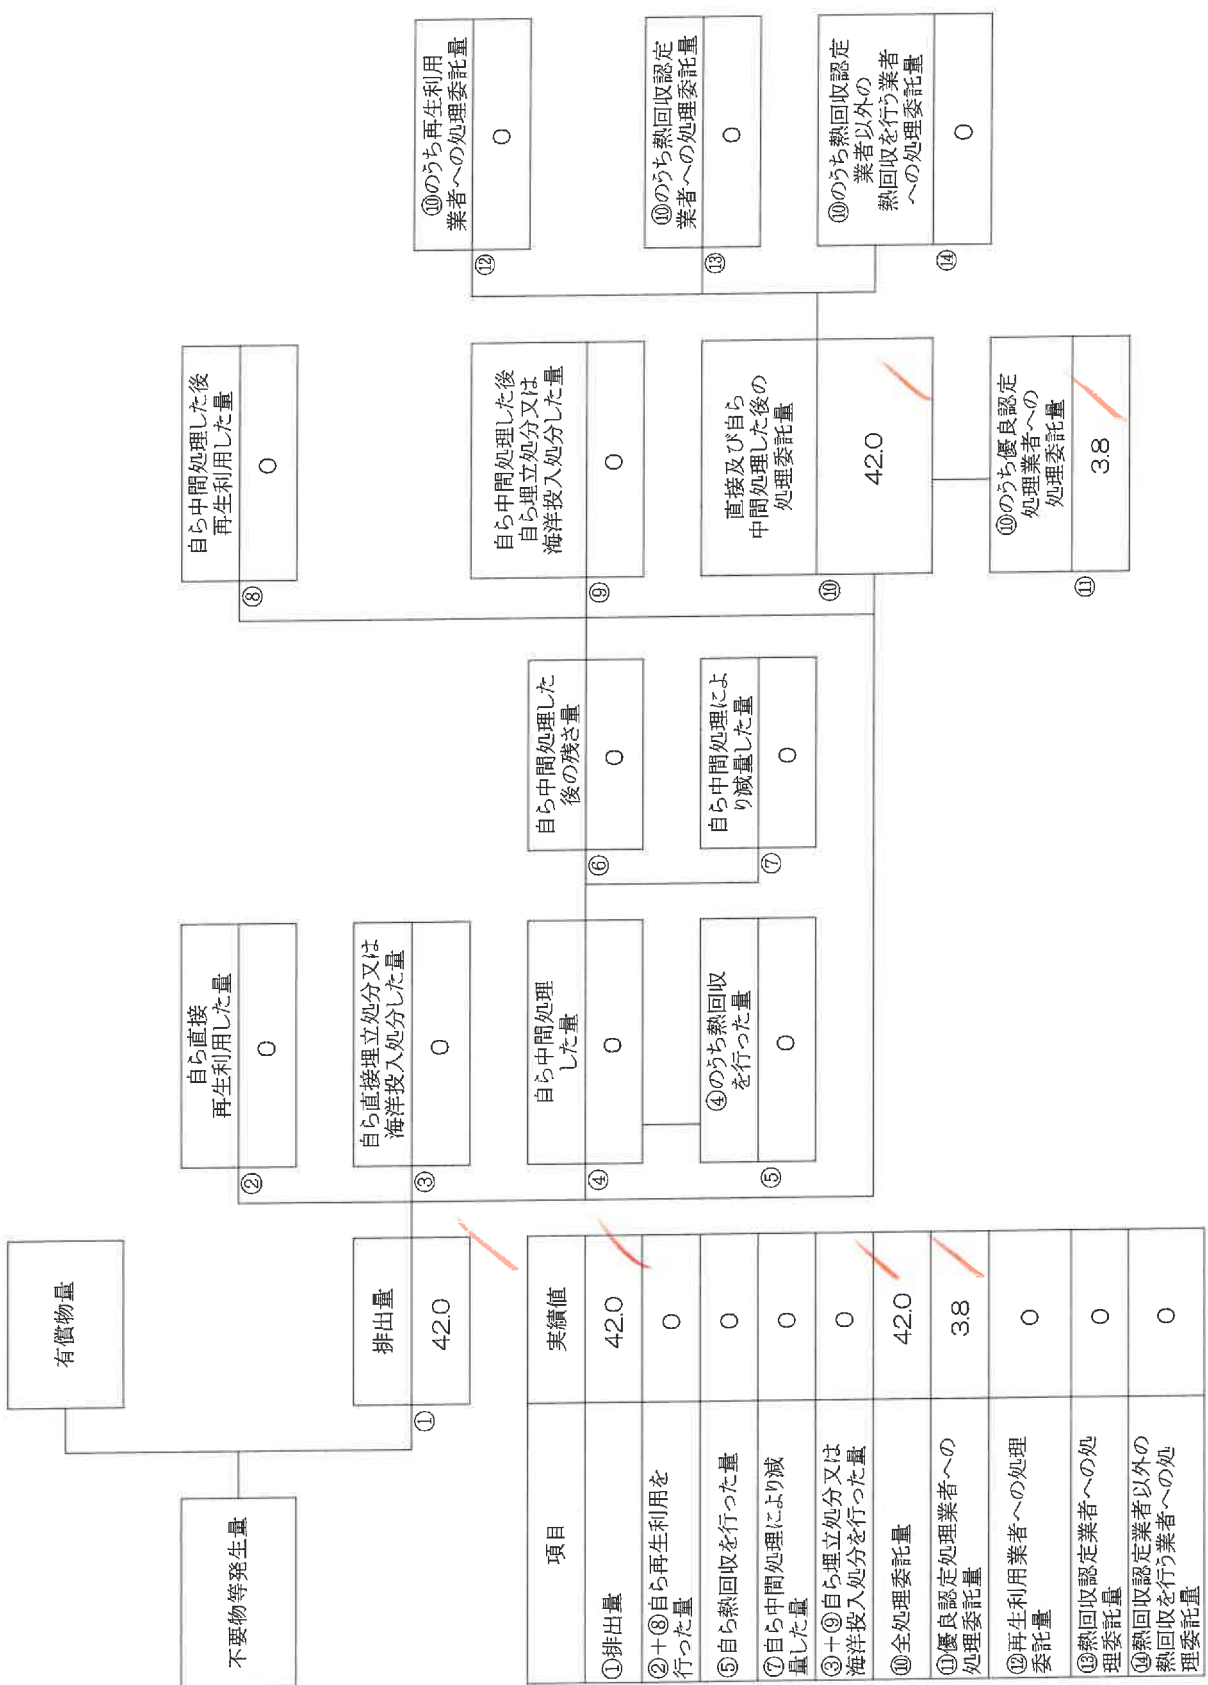 不要物等発生量
有償物量
①
排出量
42.0
②
自ら直接
再生利用した量
0
③
自ら直接埋立処分又は
海洋投入処分した量
0
④
自ら中間処理
した量
0
⑤
④のうち熱回収
を行った量
0
⑥
自ら中間処理した
後の残さ量
0
⑦
自ら中間処理によ
り減量した量
0
⑧
自ら中間処理した後
再生利用した量
0
⑨
自ら中間処理した後
自ら埋立処分又は
海洋投入処分した量
0
⑩
直接及び自ら
中間処理した後の
処理委託量
42.0
⑪
⑩のうち優良認定
処理業者への
処理委託量
3.8
⑫
⑩のうち再生利用
業者への処理委託量
0
⑬
⑩のうち熱回収認定
業者への処理委託量
0
⑭
⑩のうち熱回収認定
業者以外の
熱回収を行う業者
への処理委託量
0
項目 実績値
①排出量 42.0
②+⑧自ら再生利用を
行った量 0
⑤自ら熱回収を行った量 0
⑦自ら中間処理により減
量した量 0
③+⑨自ら埋立処分又は
海洋投入処分を行った量 0
⑩全処理委託量 42.0
⑪優良認定処理業者への
処理委託量 3.8
⑫再生利用業者への処理
委託量 0
⑬熱回収認定業者への処
理委託量 0
⑭熱回収認定業者以外の
熱回収を行う業者への処
理委託量 0